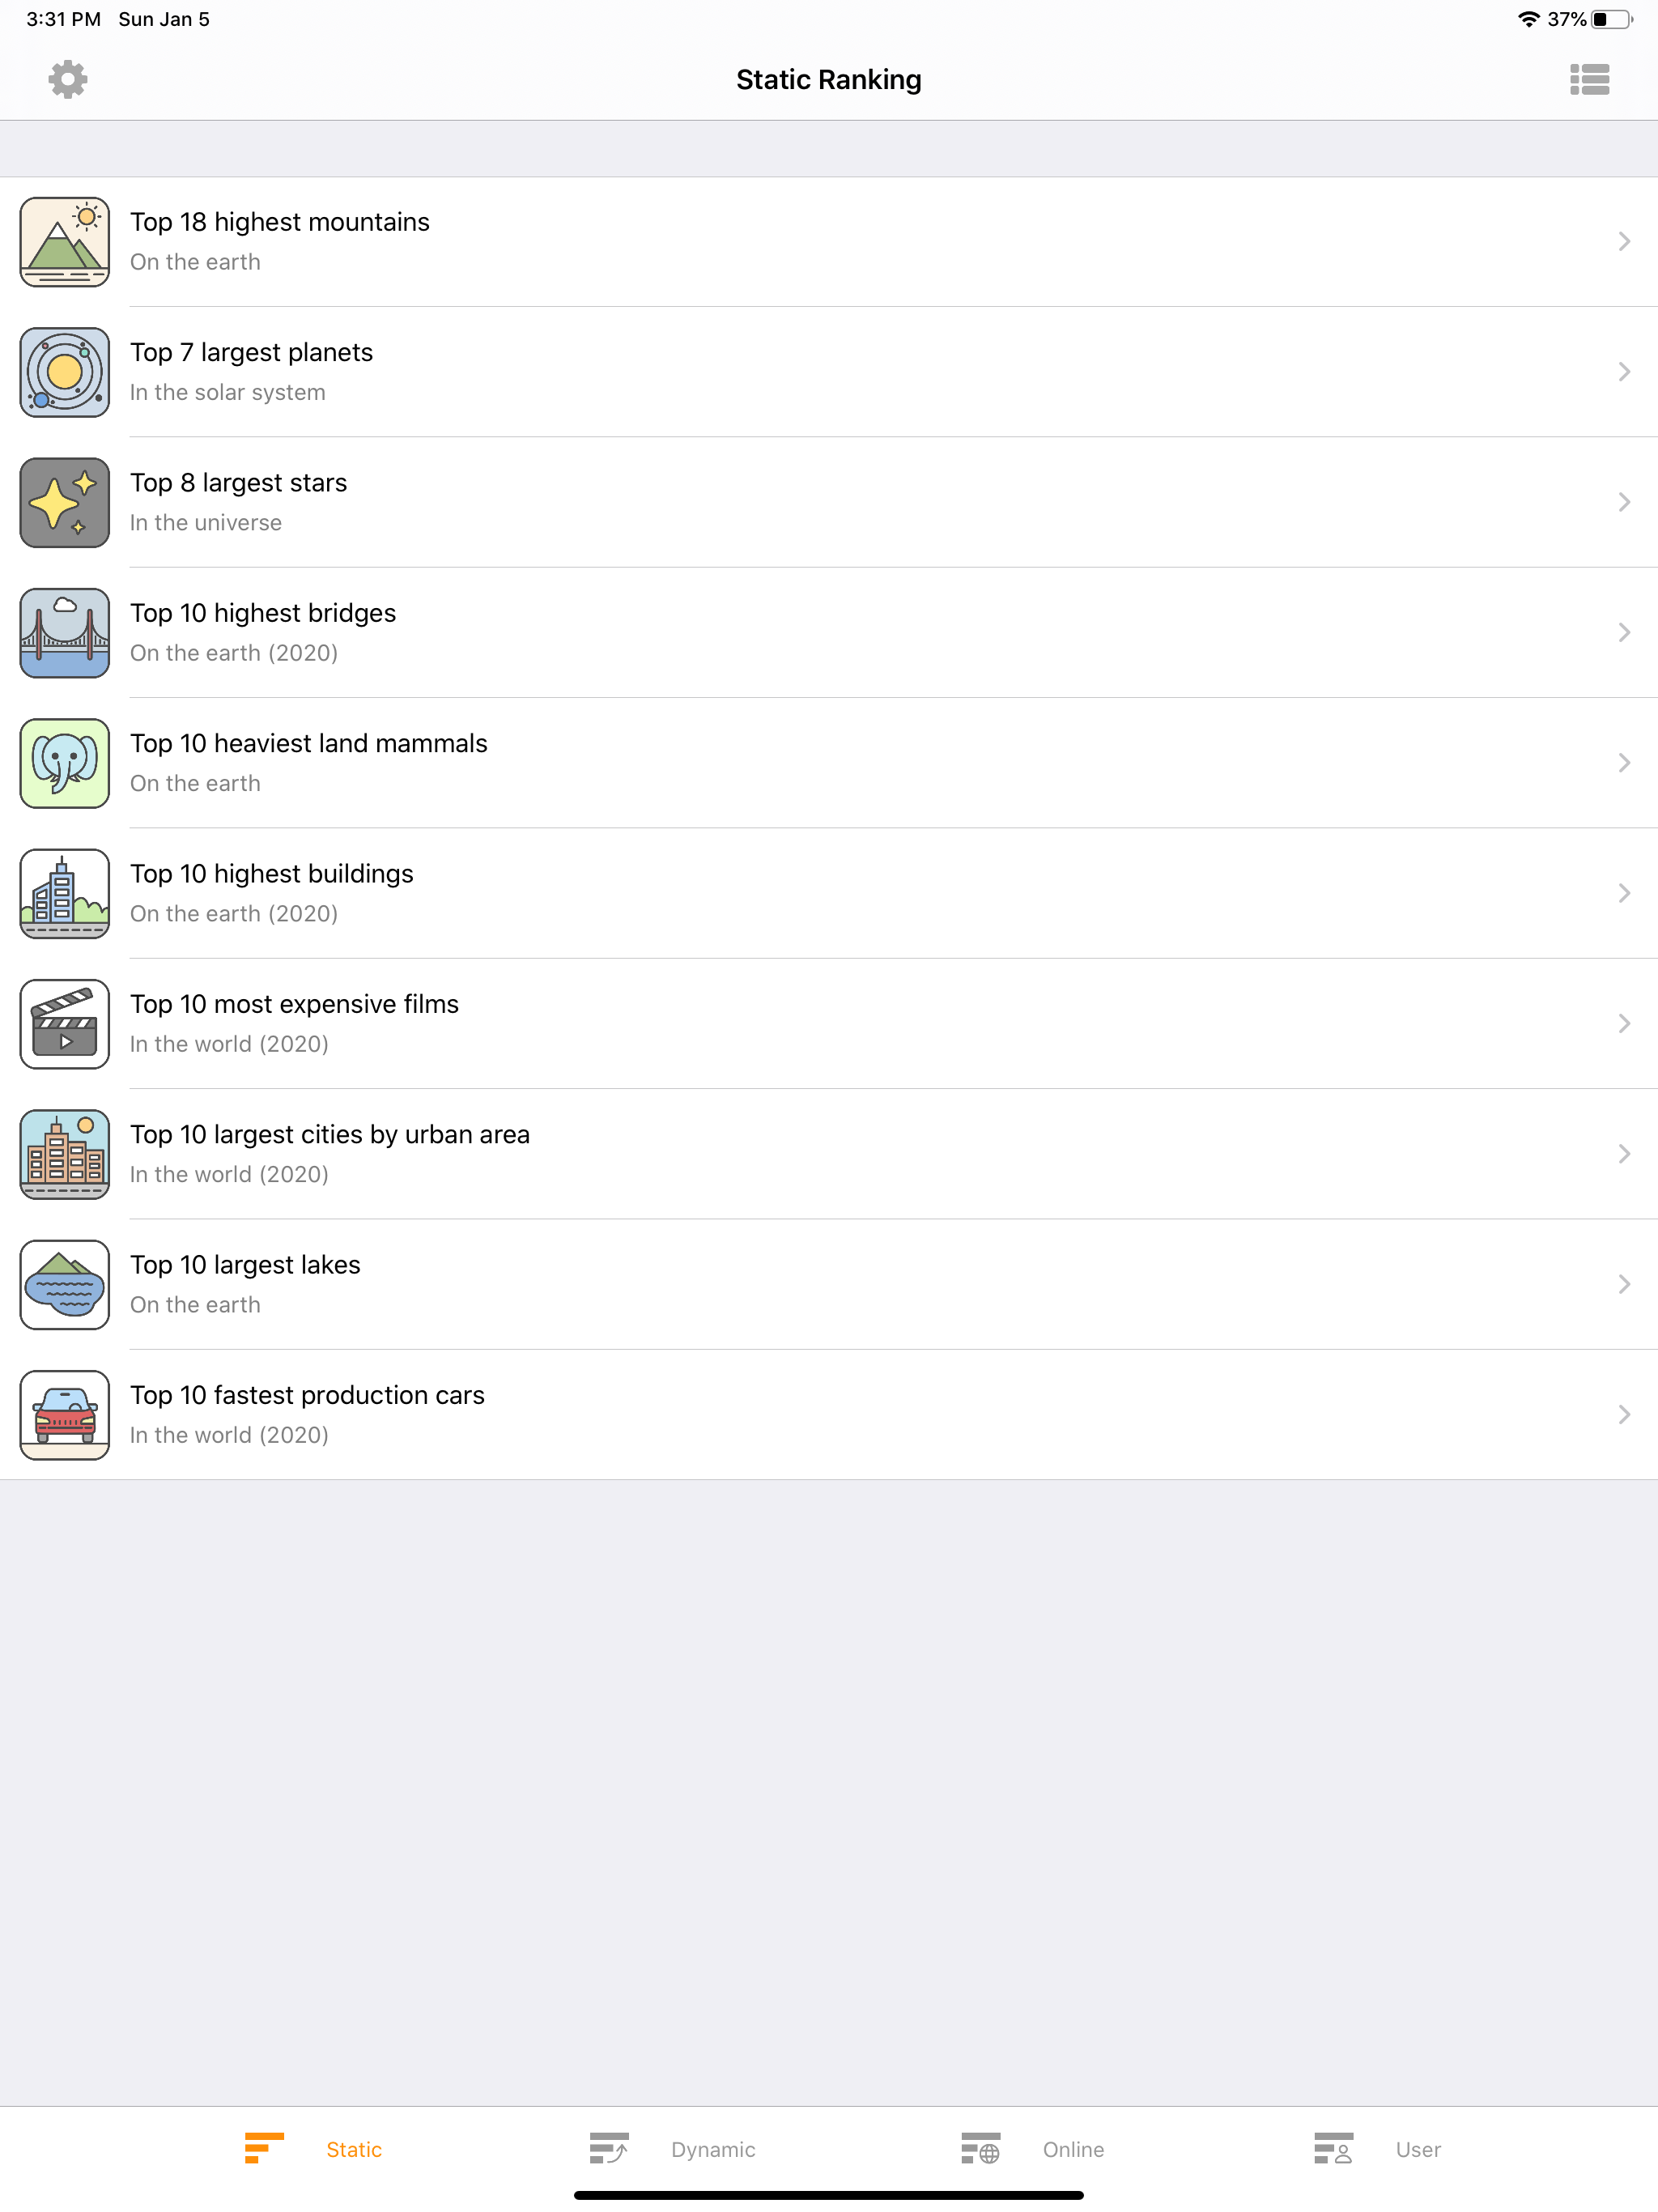 3:31 PM Sun Jan 5 37%
Static Ranking
Top 18 highest mountains
On the earth
Top 7 largest planets
In the solar system
Top 8 largest stars
In the universe
Top 10 highest bridges
On the earth (2020)
Top 10 heaviest land mammals
On the earth
Top 10 highest buildings
On the earth (2020)
Top 10 most expensive films
In the world (2020)
Top 10 largest cities by urban area
In the world (2020)
Top 10 largest lakes
On the earth
Top 10 fastest production cars
In the world (2020)
Static Dynamic Online User